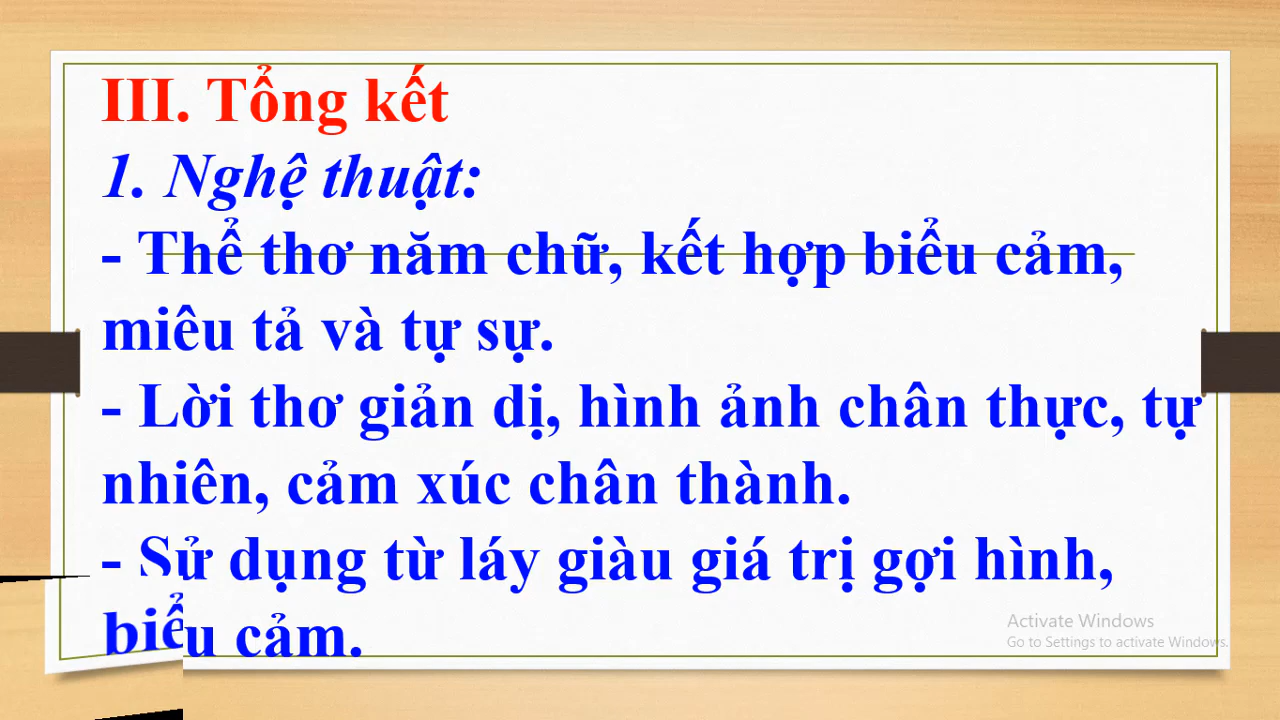 III. Tổng kết
1. Nghệ thuật:
- Thể thơ năm chữ, kết hợp biểu cảm,
miêu tả và tự sự.
- Lời thơ giản dị, hình ảnh chân thực, tự
nhiên, cảm xúc chân thành.
- Sử dụng từ láy giàu giá trị gợi hình,
biểu cảm.
Activate Windows
Go to Settings to activate Windows.